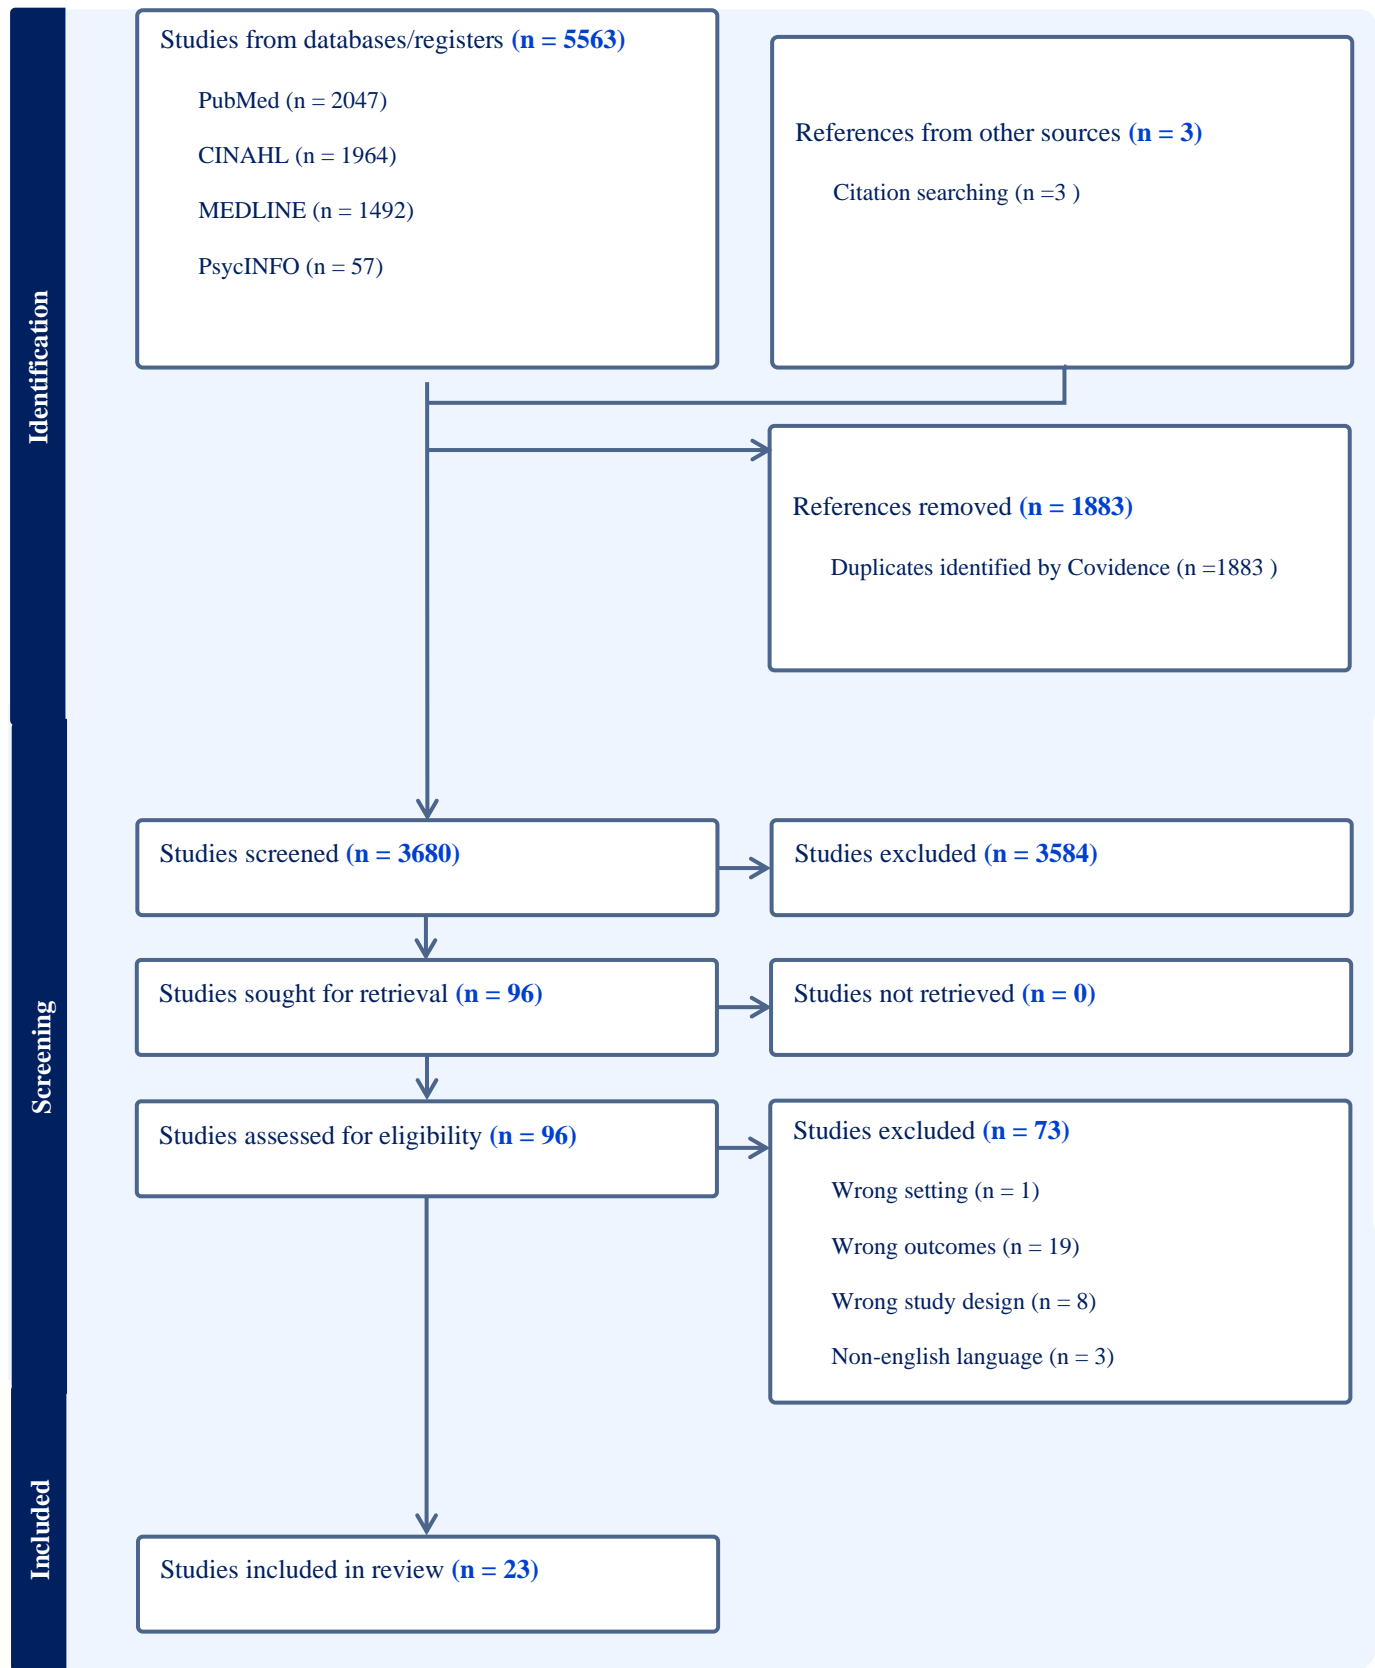 Identification
Studies from databases/registers (n = 5563)
PubMed (n = 2047)
CINAHL (n = 1964)
MEDLINE (n = 1492)
PsycINFO (n = 57)
References from other sources (n = 3)
Citation searching (n =3 )
References removed (n = 1883)
Duplicates identified by Covidence (n =1883 )
Screening
Studies screened (n = 3680)
Studies excluded (n = 3584)
Studies sought for retrieval (n = 96)
Studies not retrieved (n = 0)
Studies assessed for eligibility (n = 96)
Studies excluded (n = 73)
Wrong setting (n = 1)
Wrong outcomes (n = 19)
Wrong study design (n = 8)
Non-english language (n = 3)
Included
Studies included in review (n = 23)